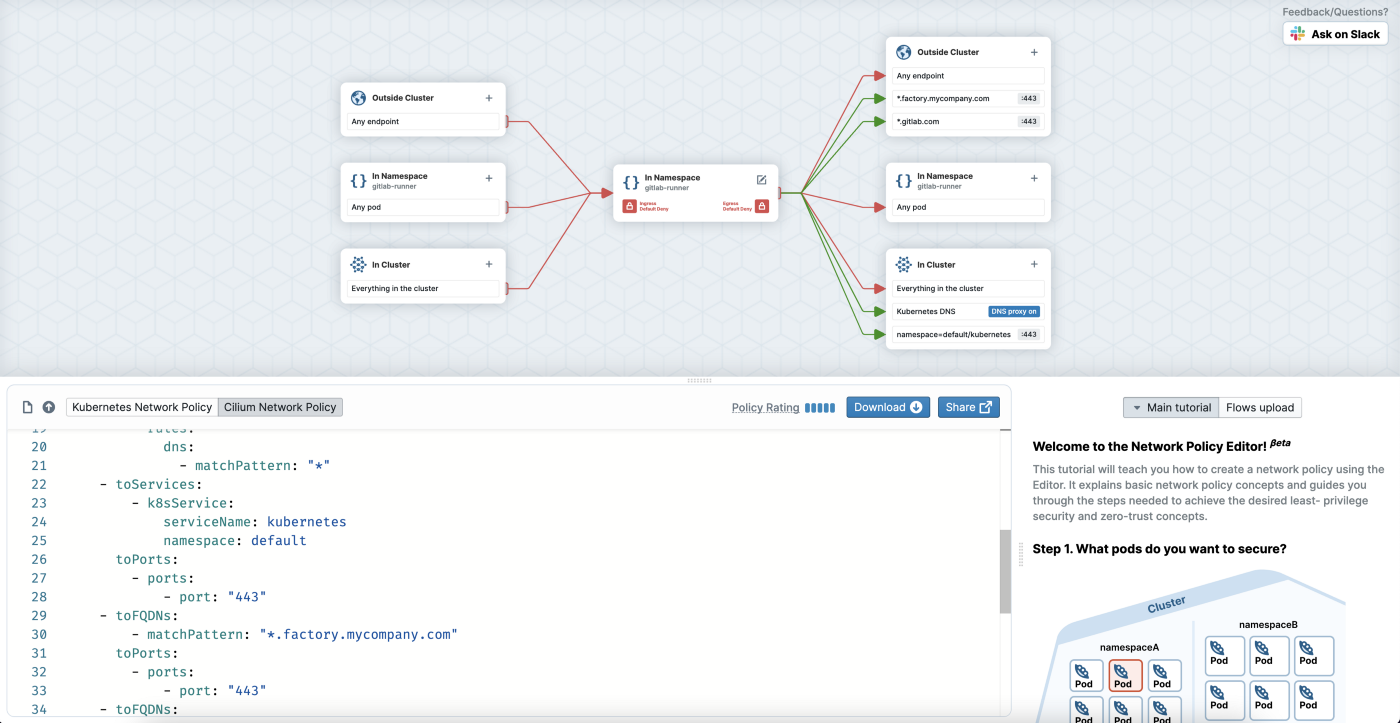 Feedback/Questions?
Ask on Slack
Outside Cluster +
Any endpoint
{} In Namespace +
gitlab-runner
Any pod
In Cluster +
Everything in the cluster
{} In Namespace
gitlab-runner
Ingress
Default Deny
Egress
Default Deny
Outside Cluster +
Any endpoint
*.factory.mycompany.com :443
*.gitlab.com :443
{} In Namespace +
gitlab-runner
Any pod
In Cluster +
Everything in the cluster
Kubernetes DNS DNS proxy on
namespace=default/kubernetes :443
Kubernetes Network Policy Cilium Network Policy Policy Rating Download Share
19 rules:
20 dns:
21 - matchPattern: "*"
22 - toServices:
23 - k8sService:
24 serviceName: kubernetes
25 namespace: default
26 toPorts:
27 - ports:
28 - port: "443"
29 - toFQDNs:
30 - matchPattern: "*.factory.mycompany.com"
31 toPorts:
32 - ports:
33 - port: "443"
34 - toFQDNs:
Main tutorial Flows upload
Welcome to the Network Policy Editor! βeta
This tutorial will teach you how to create a network policy using the
Editor. It explains basic network policy concepts and guides you
through the steps needed to achieve the desired least- privilege
security and zero-trust concepts.
Step 1. What pods do you want to secure?
Cluster
namespaceA
Pod Pod Pod
Pod Pod Pod
namespaceB
Pod Pod Pod
Pod Pod Pod